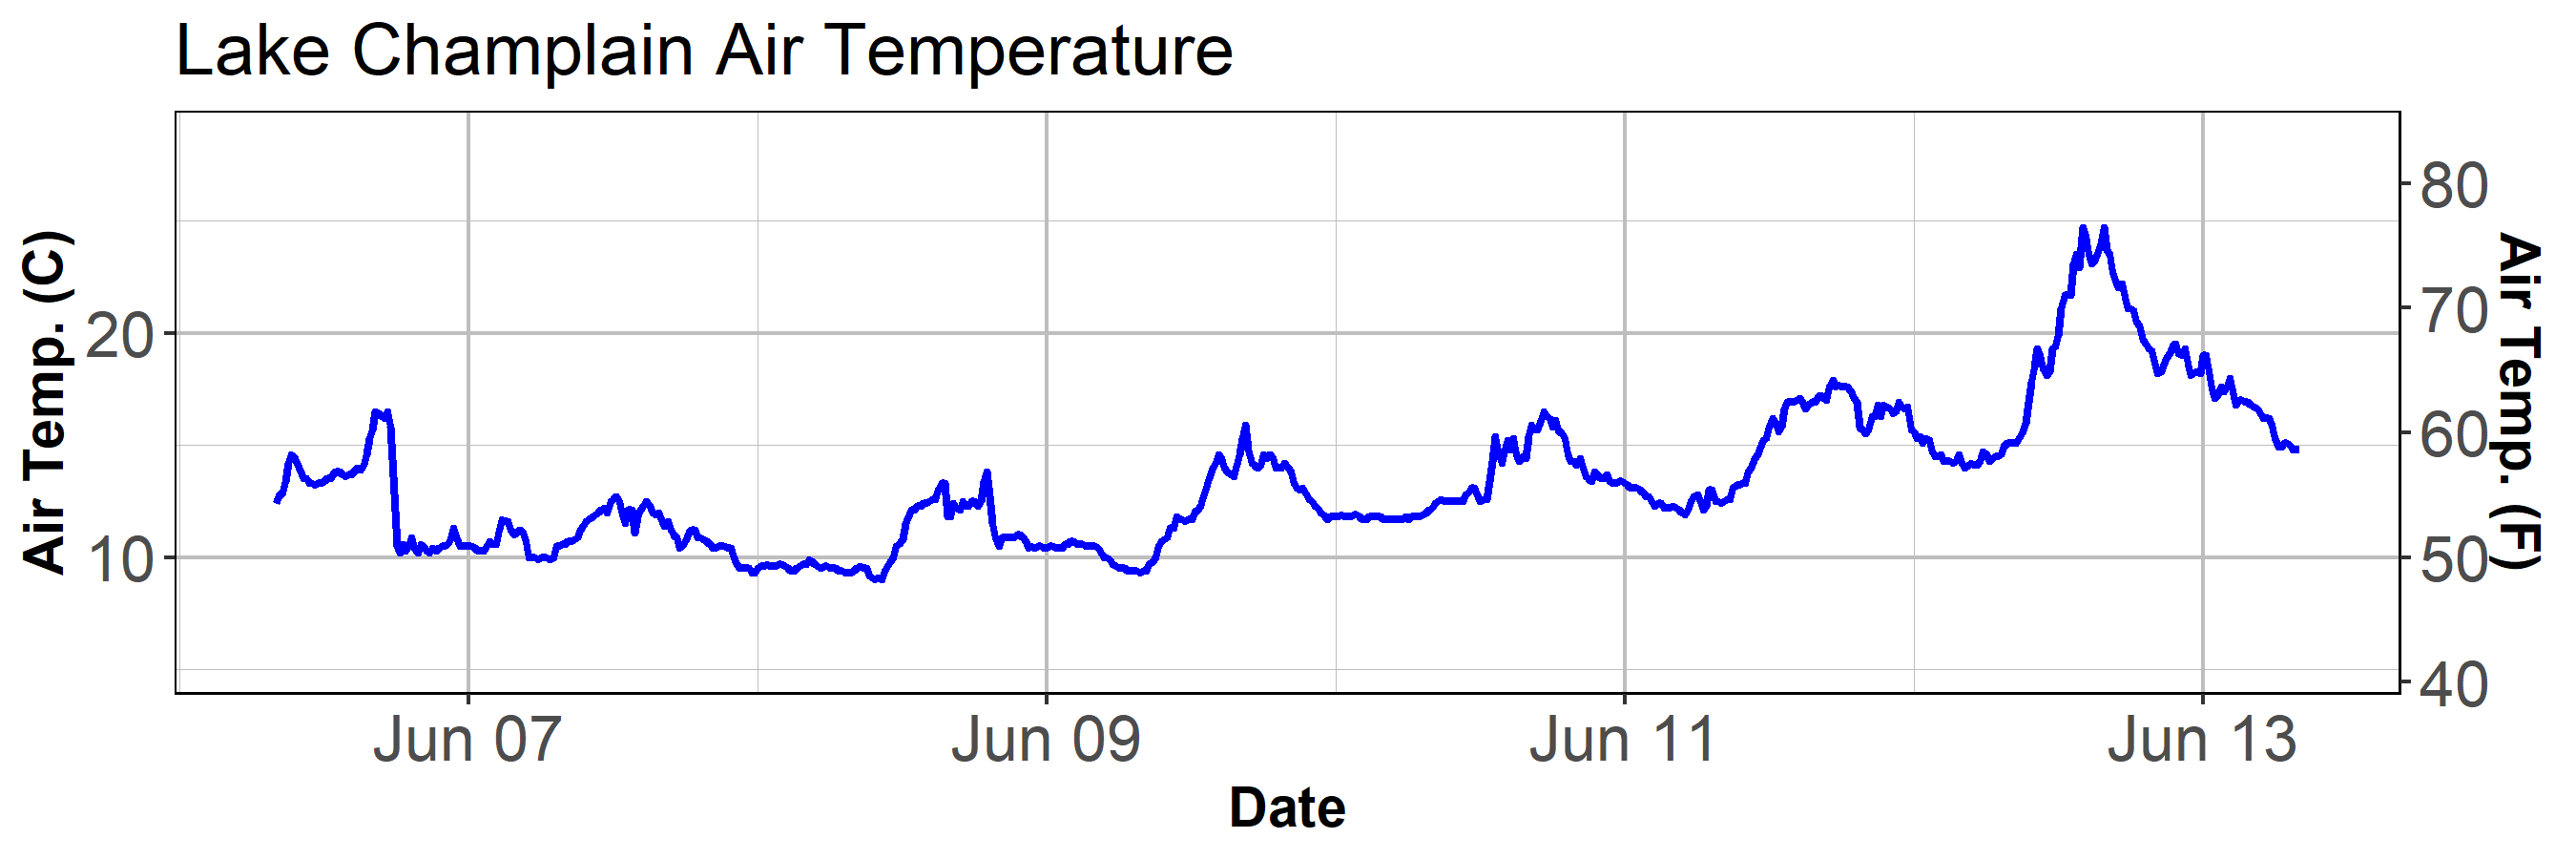 Lake Champlain Air Temperature
Air Temp. (C)
20
10
80
70
60
50
40
Air Temp. (F)
Jun 07 Jun 09 Jun 11 Jun 13
Date